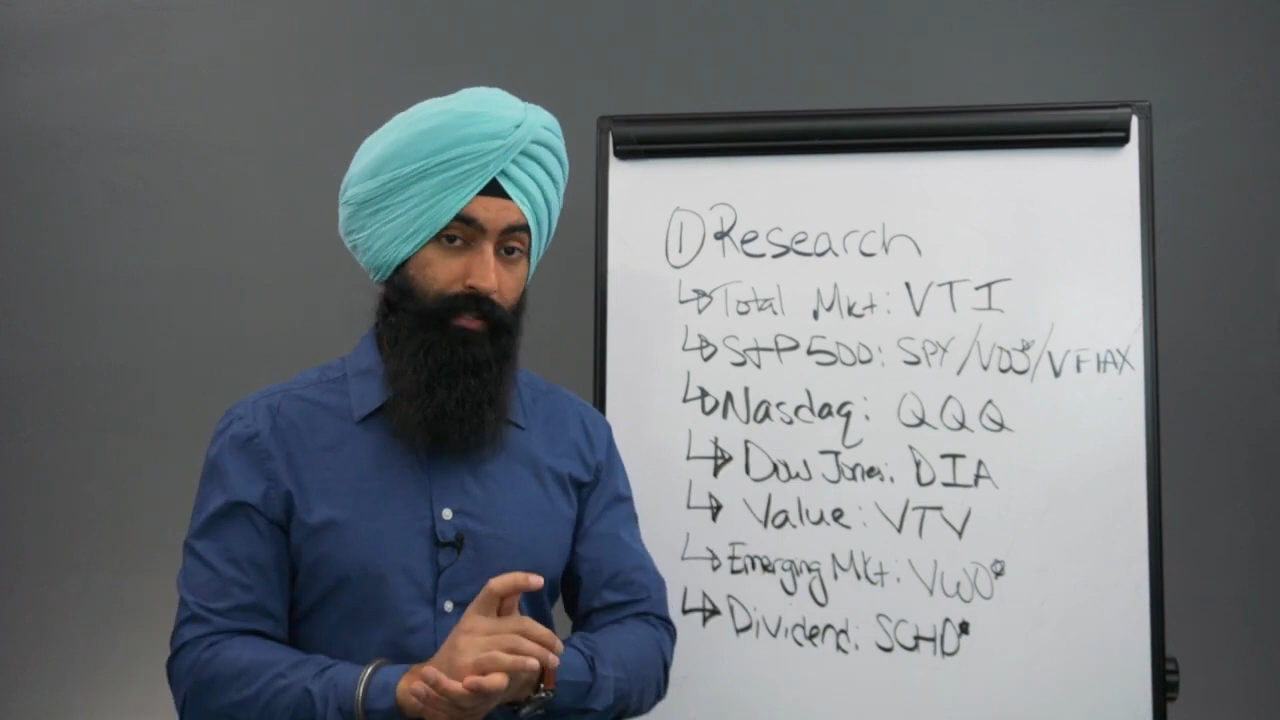 ① Research
↳ Total Mkt: VTI
↳ S+P 500: SPY/VOO*/VFIAX
↳ Nasdaq: QQQ
↳ Dow Jones: DIA
↳ Value: VTV
↳ Emerging Mkt: VWO*
↳ Dividend: SCHD*